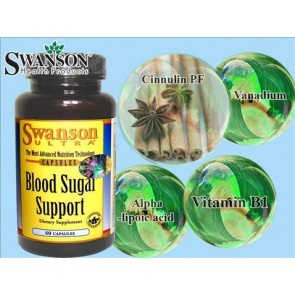 SWANSON
Health Products
Swanson
ULTRA
The Most Advanced Nutrition Technology
CAPSULES
Blood Sugar
Support
Dietary Supplement
60 CAPSULES
Cinnulin PF
Vanadium
Alpha
-lipoic acid
Vitamin B1